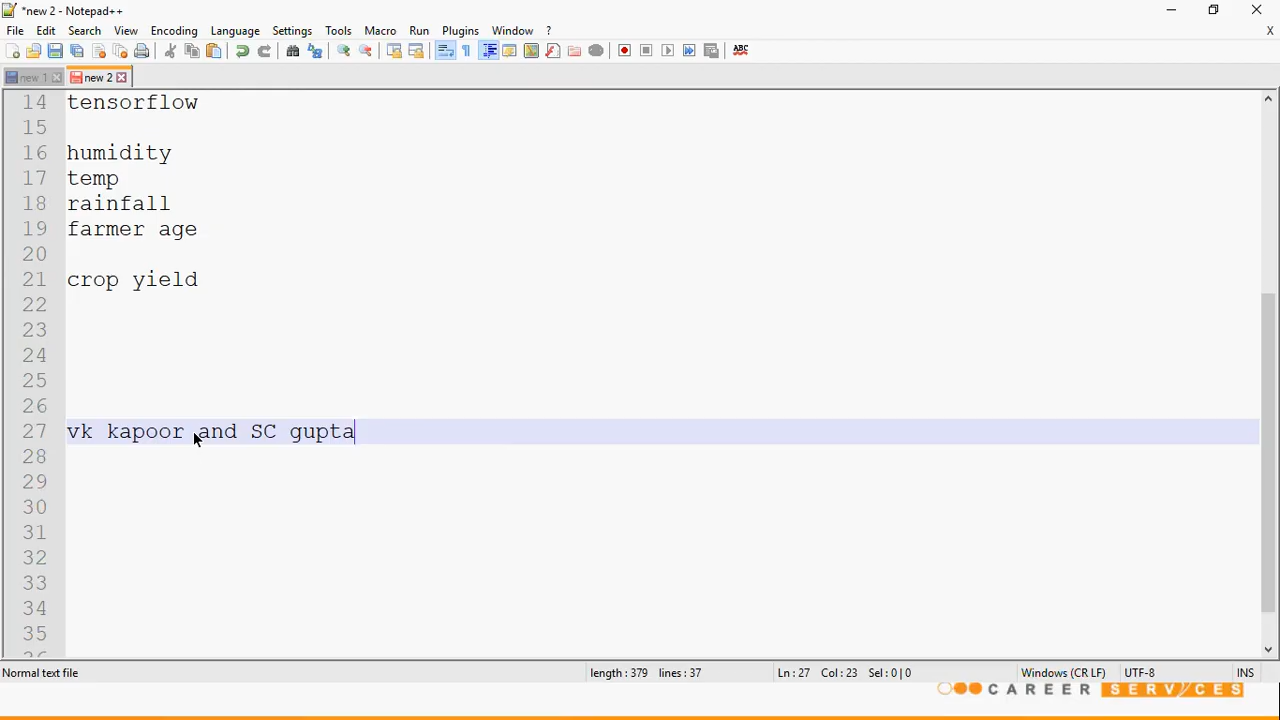 *new 2 - Notepad++
File Edit Search View Encoding Language Settings Tools Macro Run Plugins Window ? X
ABC
new 1 new 2
14 tensorflow
15
16 humidity
17 temp
18 rainfall
19 farmer age
20
21 crop yield
22
23
24
25
26
27 vk kapoor and SC gupta
28
29
30
31
32
33
34
35
Normal text file length : 379 lines : 37 Ln : 27 Col : 23 Sel : 0 | 0 Windows (CR LF) UTF-8 INS
CAREER SERVICES